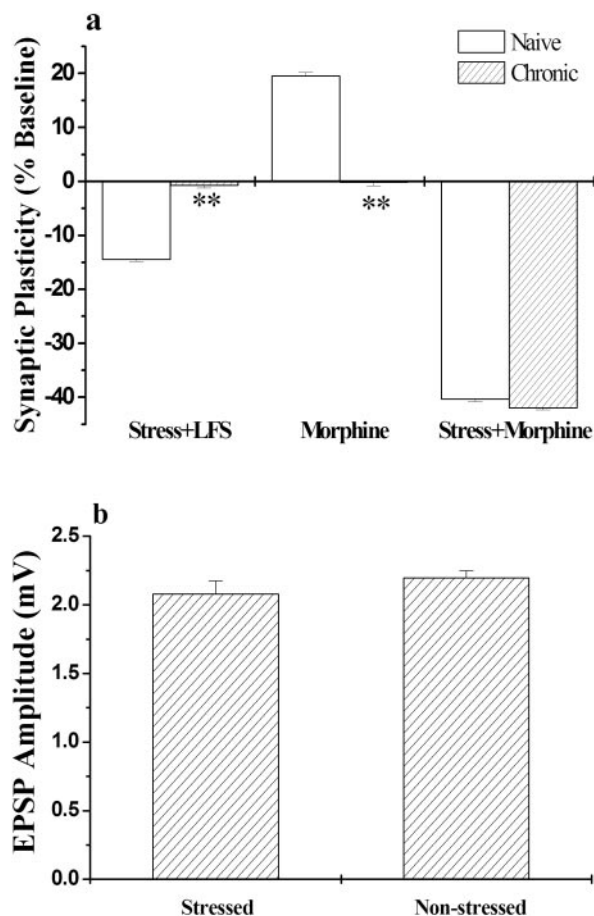 a
Naive
Chronic
Synaptic Plasticity (% Baseline)
20
10
0
-10
-20
-30
-40
**
**
Stress+LFS Morphine Stress+Morphine
b
EPSP Amplitude (mV)
2.5
2.0
1.5
1.0
0.5
0.0
Stressed Non-stressed